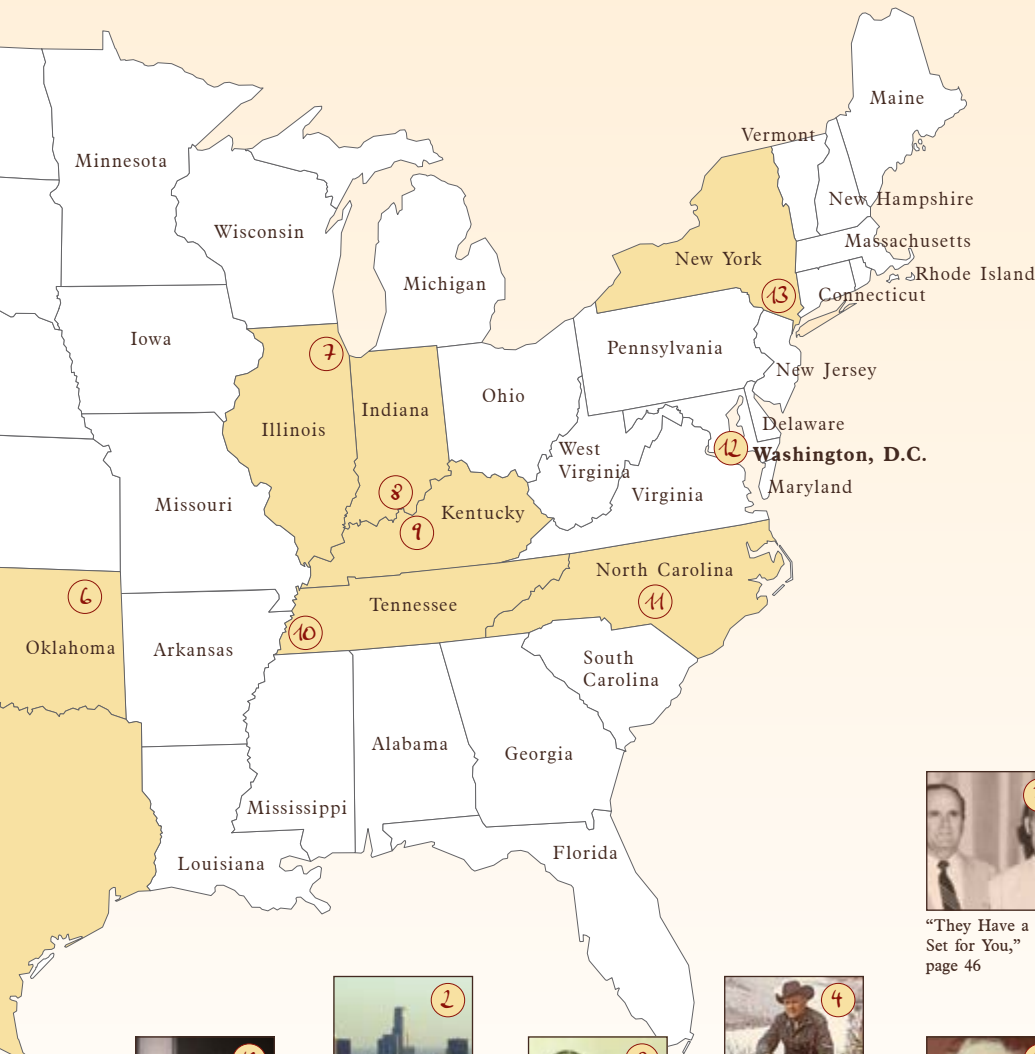 Maine
Vermont
Minnesota
New Hampshire
Wisconsin
Massachusetts
New York
Rhode Island
Michigan
13
Connecticut
Iowa
7
Pennsylvania
New Jersey
Indiana
Ohio
Illinois
Delaware
12
Washington, D.C.
West
Virginia
Maryland
8
Virginia
Missouri
Kentucky
9
North Carolina
6
11
Tennessee
10
Oklahoma
Arkansas
South
Carolina
Alabama
Georgia
Mississippi
Florida
Louisiana
“They Have a
Set for You,”
page 46
2
4